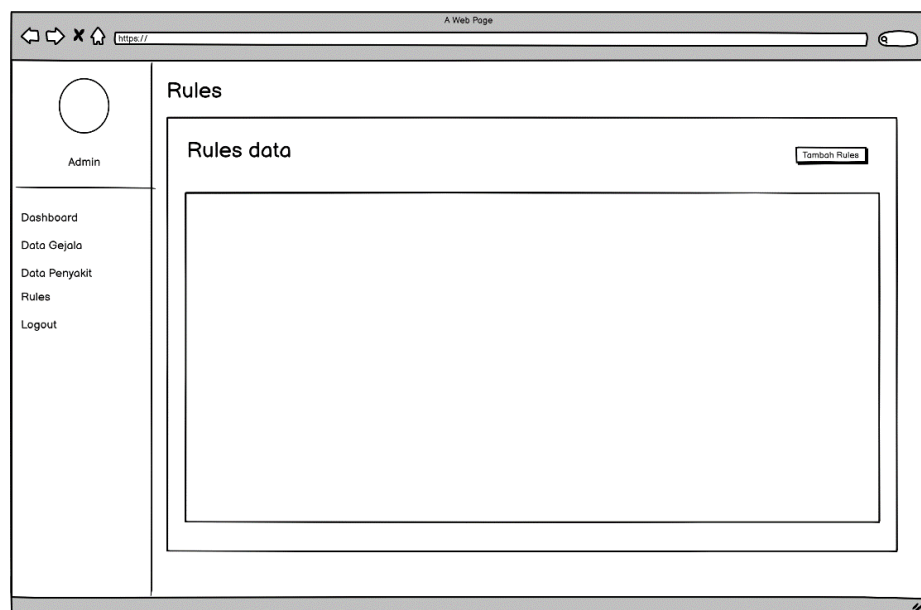 A Web Page
https://
Admin
Dashboard
Data Gejala
Data Penyakit
Rules
Logout
Rules
Rules data
Tambah Rules